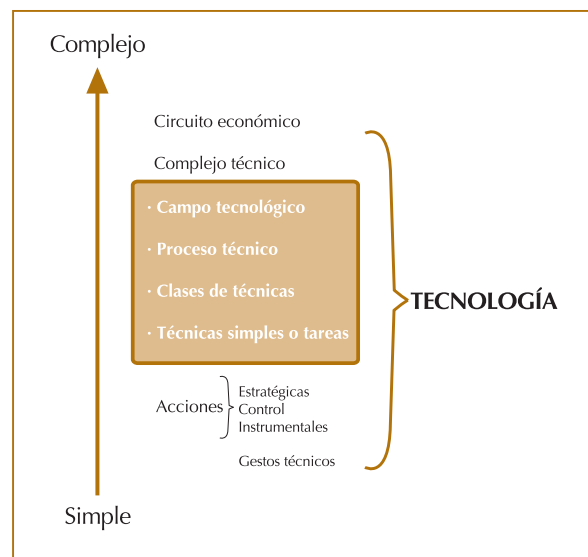 Complejo
Circuito económico
Complejo técnico
· Campo tecnológico
· Proceso técnico
· Clases de técnicas
· Técnicas simples o tareas
TECNOLOGÍA
Acciones
Estratégicas
Control
Instrumentales
Gestos técnicos
Simple